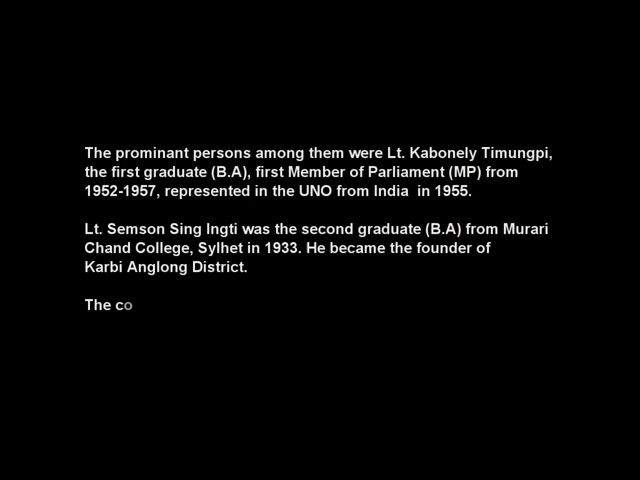 The prominant persons among them were Lt. Kabonely Timungpi,
the first graduate (B.A), first Member of Parliament (MP) from
1952-1957, represented in the UNO from India  in 1955.
Lt. Semson Sing Ingti was the second graduate (B.A) from Murari
Chand College, Sylhet in 1933. He became the founder of
Karbi Anglong District.
The co